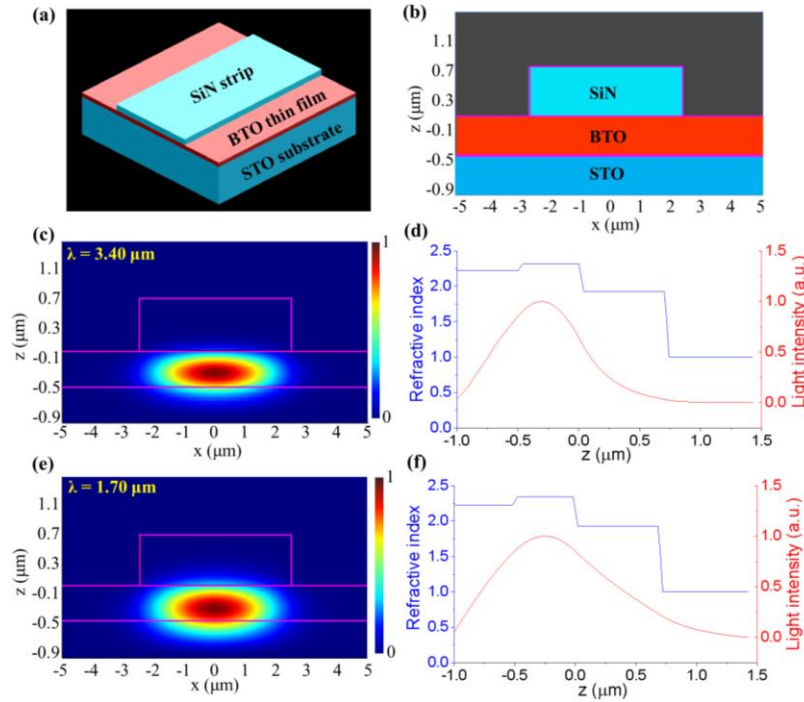 (a)
SiN strip
BTO thin film
STO substrate
(b)
1.1
0.7
0.3
-0.1
-0.5
-0.9
z (μm)
SiN
BTO
STO
-5 -4 -3 -2 -1 0 1 2 3 4 5
x (μm)
(c)
λ = 3.40 μm
1.1
0.7
0.3
-0.1
-0.5
-0.9
z (μm)
-5 -4 -3 -2 -1 0 1 2 3 4 5
x (μm)
1
0
(d)
2.5
2.0
1.5
1.0
0.5
0.0
Refractive index
-1.0 -0.5 0.0 0.5 1.0 1.5
z (μm)
1.5
1.0
0.5
0.0
Light intensity (a.u.)
(e)
λ = 1.70 μm
1.1
0.7
0.3
-0.1
-0.5
-0.9
z (μm)
-5 -4 -3 -2 -1 0 1 2 3 4 5
x (μm)
1
0
(f)
2.5
2.0
1.5
1.0
0.5
0.0
Refractive index
-1.0 -0.5 0.0 0.5 1.0 1.5
z (μm)
1.5
1.0
0.5
0.0
Light intensity (a.u.)